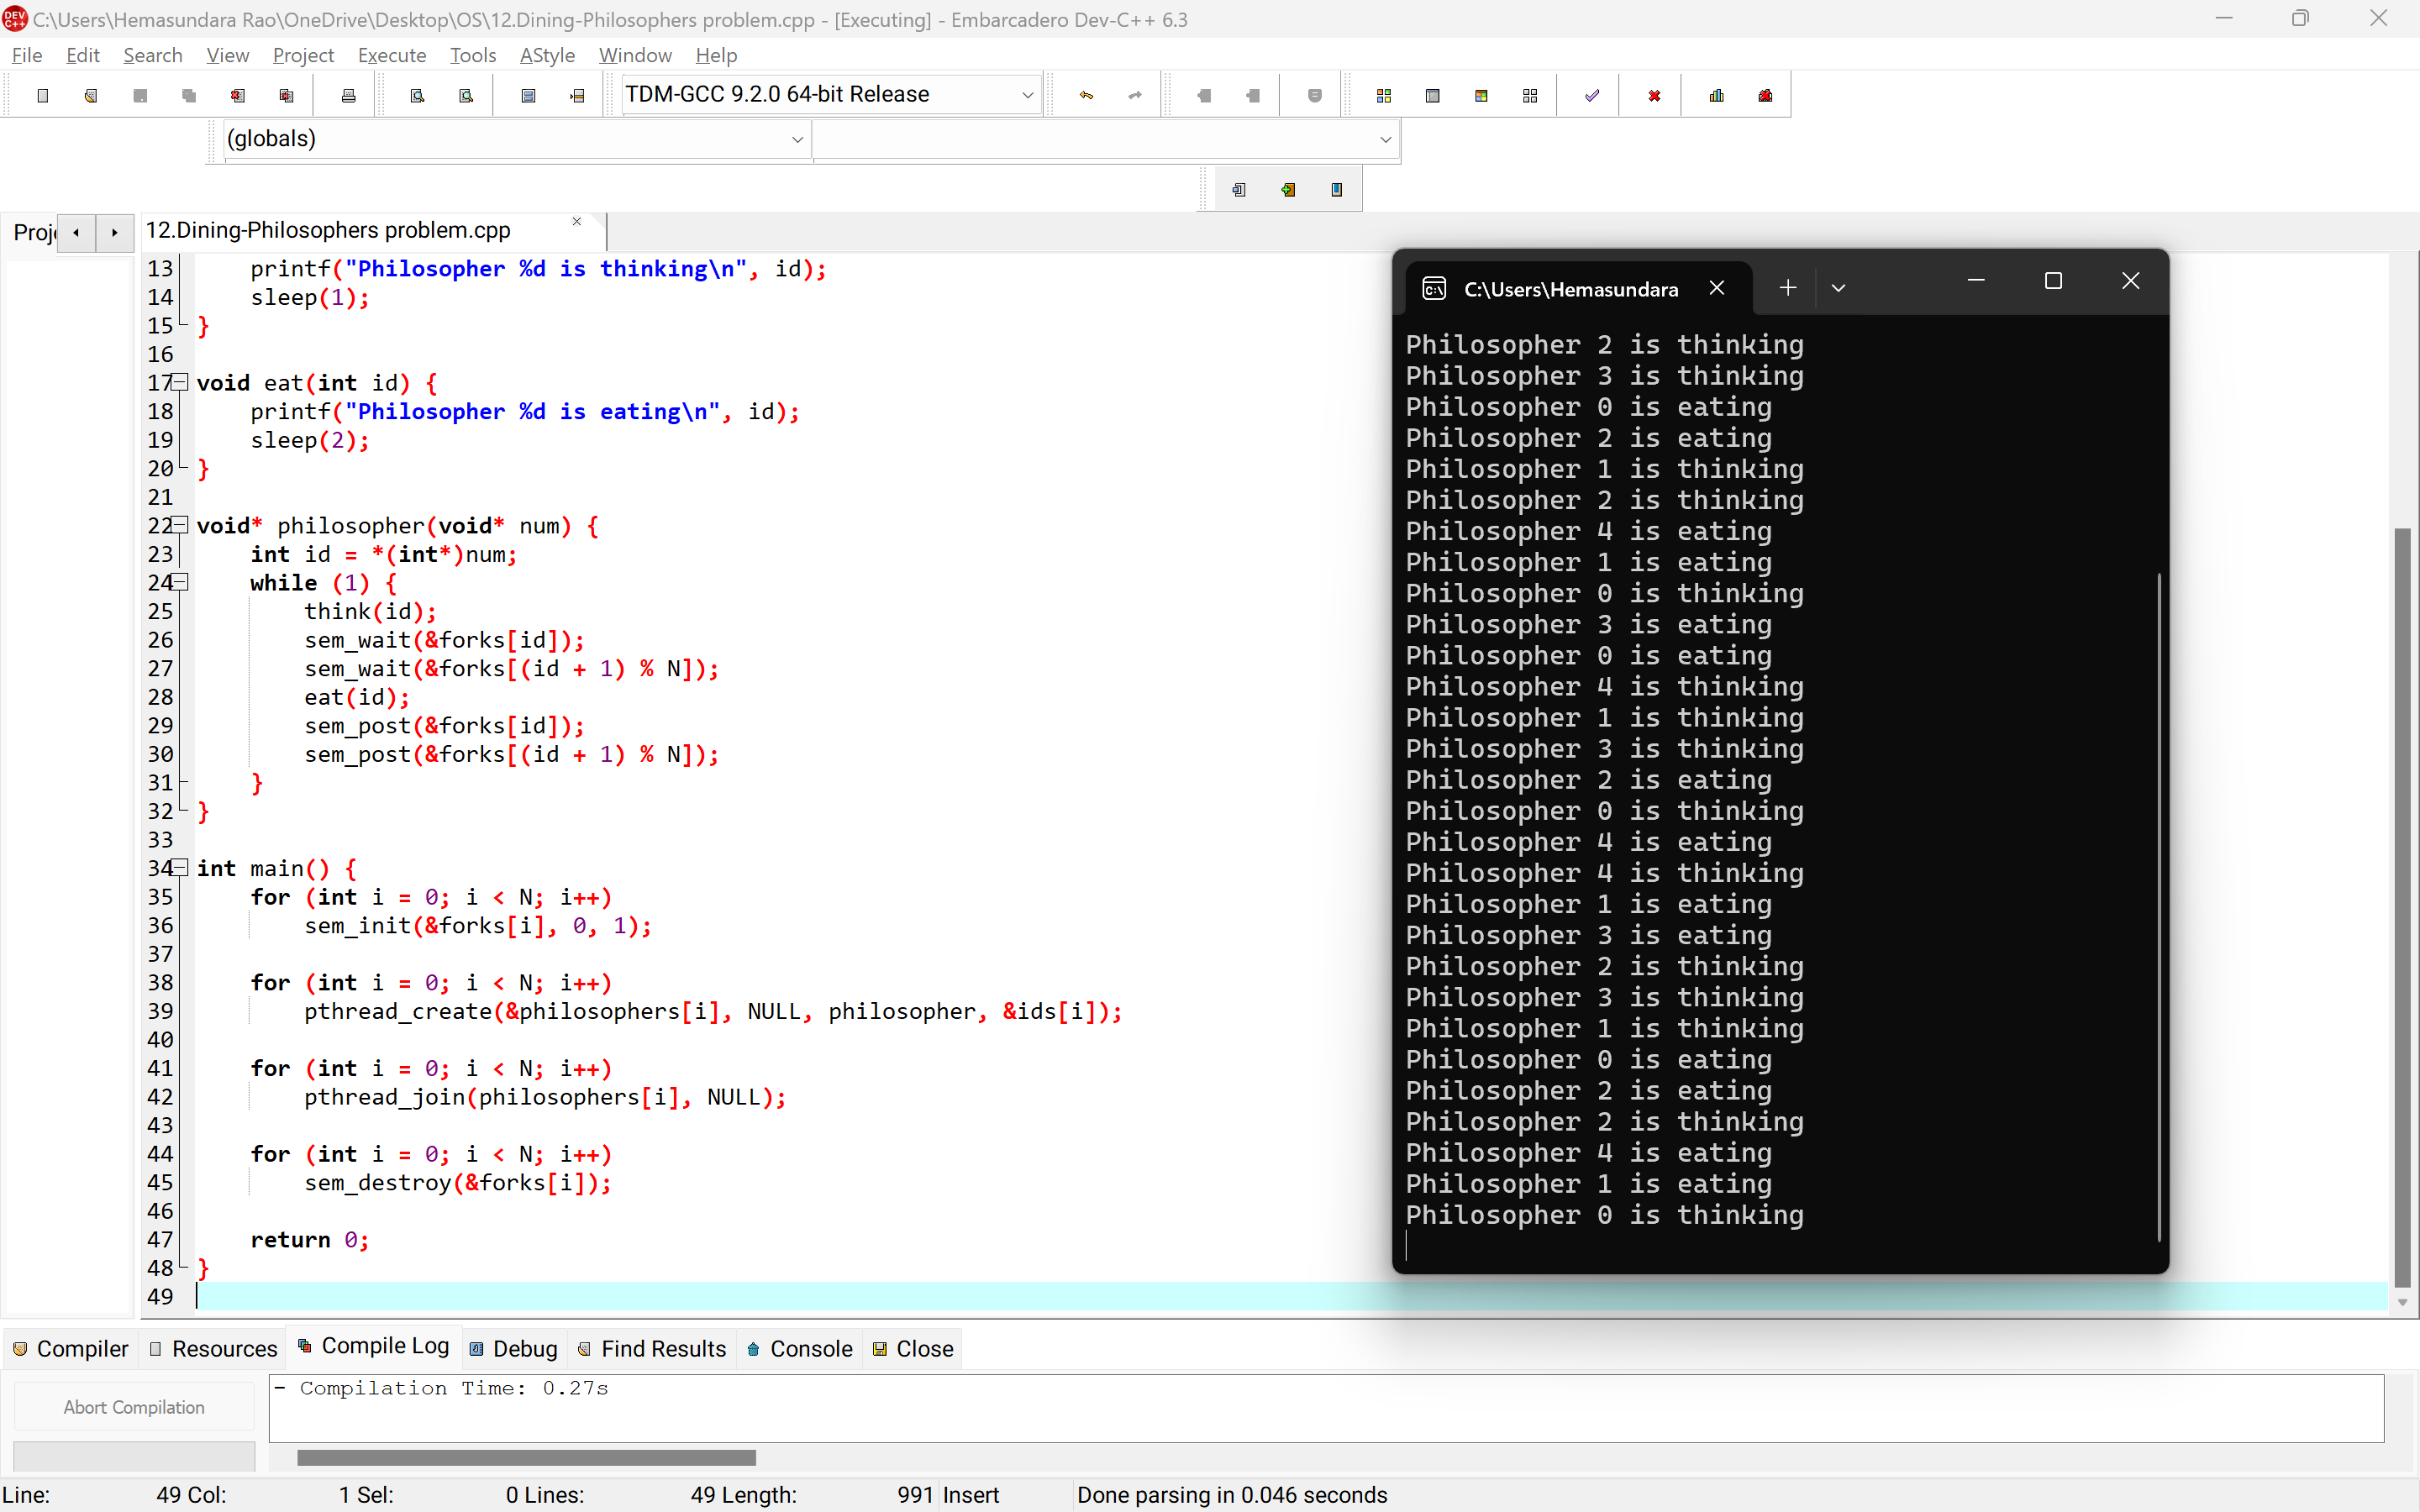 C:\Users\Hemasundara Rao\OneDrive\Desktop\OS\12.Dining-Philosophers problem.cpp - [Executing] - Embarcadero Dev-C++ 6.3
File Edit Search View Project Execute Tools AStyle Window Help
TDM-GCC 9.2.0 64-bit Release
(globals)
Proje
12.Dining-Philosophers problem.cpp
13 printf("Philosopher %d is thinking\n", id);
14 sleep(1);
15 }
16
17 void eat(int id) {
18 printf("Philosopher %d is eating\n", id);
19 sleep(2);
20 }
21
22 void* philosopher(void* num) {
23 int id = *(int*)num;
24 while (1) {
25 think(id);
26 sem_wait(&forks[id]);
27 sem_wait(&forks[(id + 1) % N]);
28 eat(id);
29 sem_post(&forks[id]);
30 sem_post(&forks[(id + 1) % N]);
31 }
32 }
33
34 int main() {
35 for (int i = 0; i < N; i++)
36 sem_init(&forks[i], 0, 1);
37
38 for (int i = 0; i < N; i++)
39 pthread_create(&philosophers[i], NULL, philosopher, &ids[i]);
40
41 for (int i = 0; i < N; i++)
42 pthread_join(philosophers[i], NULL);
43
44 for (int i = 0; i < N; i++)
45 sem_destroy(&forks[i]);
46
47 return 0;
48 }
49
C:\Users\Hemasundara
Philosopher 2 is thinking
Philosopher 3 is thinking
Philosopher 0 is eating
Philosopher 2 is eating
Philosopher 1 is thinking
Philosopher 2 is thinking
Philosopher 4 is eating
Philosopher 1 is eating
Philosopher 0 is thinking
Philosopher 3 is eating
Philosopher 0 is eating
Philosopher 4 is thinking
Philosopher 1 is thinking
Philosopher 3 is thinking
Philosopher 2 is eating
Philosopher 0 is thinking
Philosopher 4 is eating
Philosopher 4 is thinking
Philosopher 1 is eating
Philosopher 3 is eating
Philosopher 2 is thinking
Philosopher 3 is thinking
Philosopher 1 is thinking
Philosopher 0 is eating
Philosopher 2 is eating
Philosopher 2 is thinking
Philosopher 4 is eating
Philosopher 1 is eating
Philosopher 0 is thinking
Compiler Resources Compile Log Debug Find Results Console Close
Abort Compilation
- Compilation Time: 0.27s
Line: 49 Col: 1 Sel: 0 Lines: 49 Length: 991 Insert Done parsing in 0.046 seconds